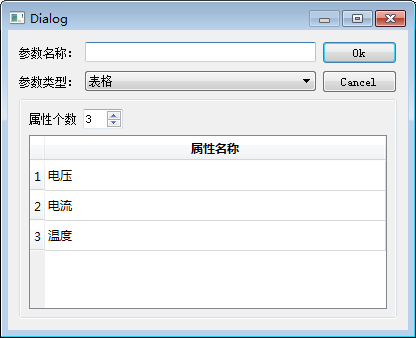 Dialog
参数名称：
Ok
参数类型：
表格
Cancel
属性个数
3
属性名称
1 电压
2 电流
3 温度